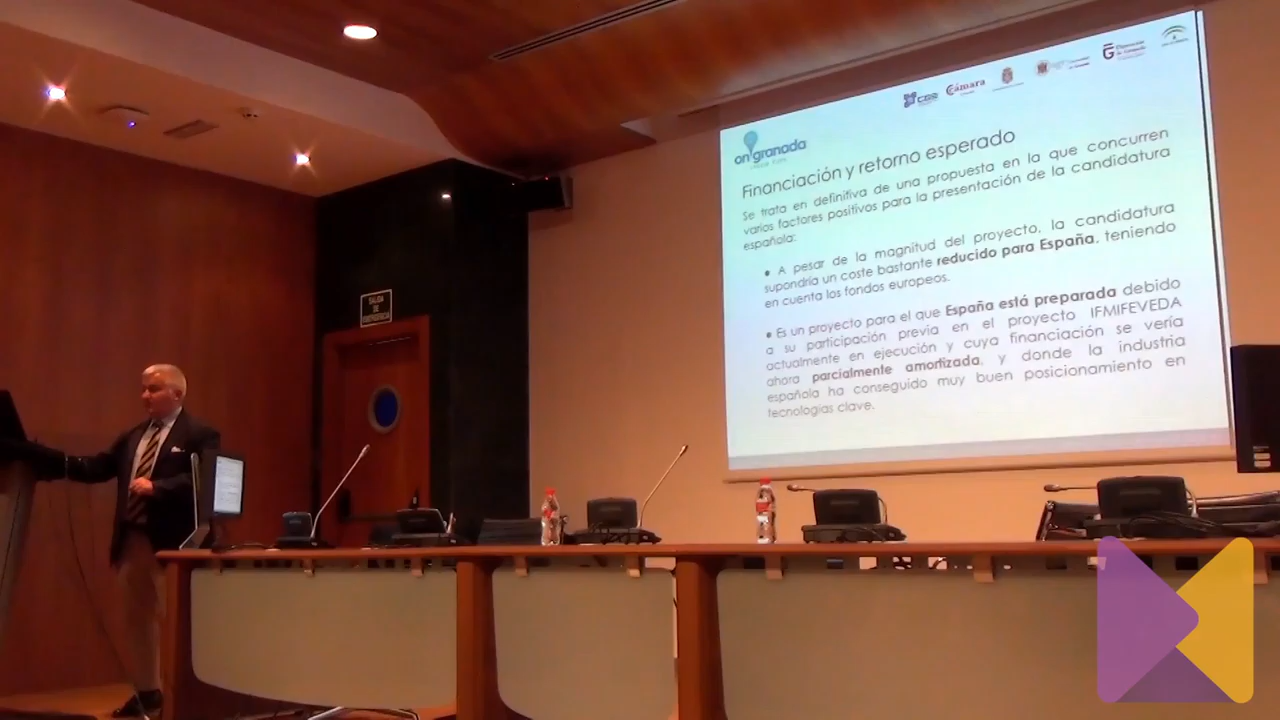 CGR
Cámara
Diputación
de Granada
on granada
Financiación y retorno esperado
Se trata en definitiva de una propuesta en la que concurren
varios factores positivos para la presentación de la candidatura
española:
• A pesar de la magnitud del proyecto, la candidatura
supondría un coste bastante reducido para España, teniendo
en cuenta los fondos europeos.
• Es un proyecto para el que España está preparada debido
a su participación previa en el proyecto IFMIFEVEDA
actualmente en ejecución y cuya financiación se vería
ahora parcialmente amortizada, y donde la industria
española ha conseguido muy buen posicionamiento en
tecnologías clave.
SALIDA
DE
EMERGENCIA